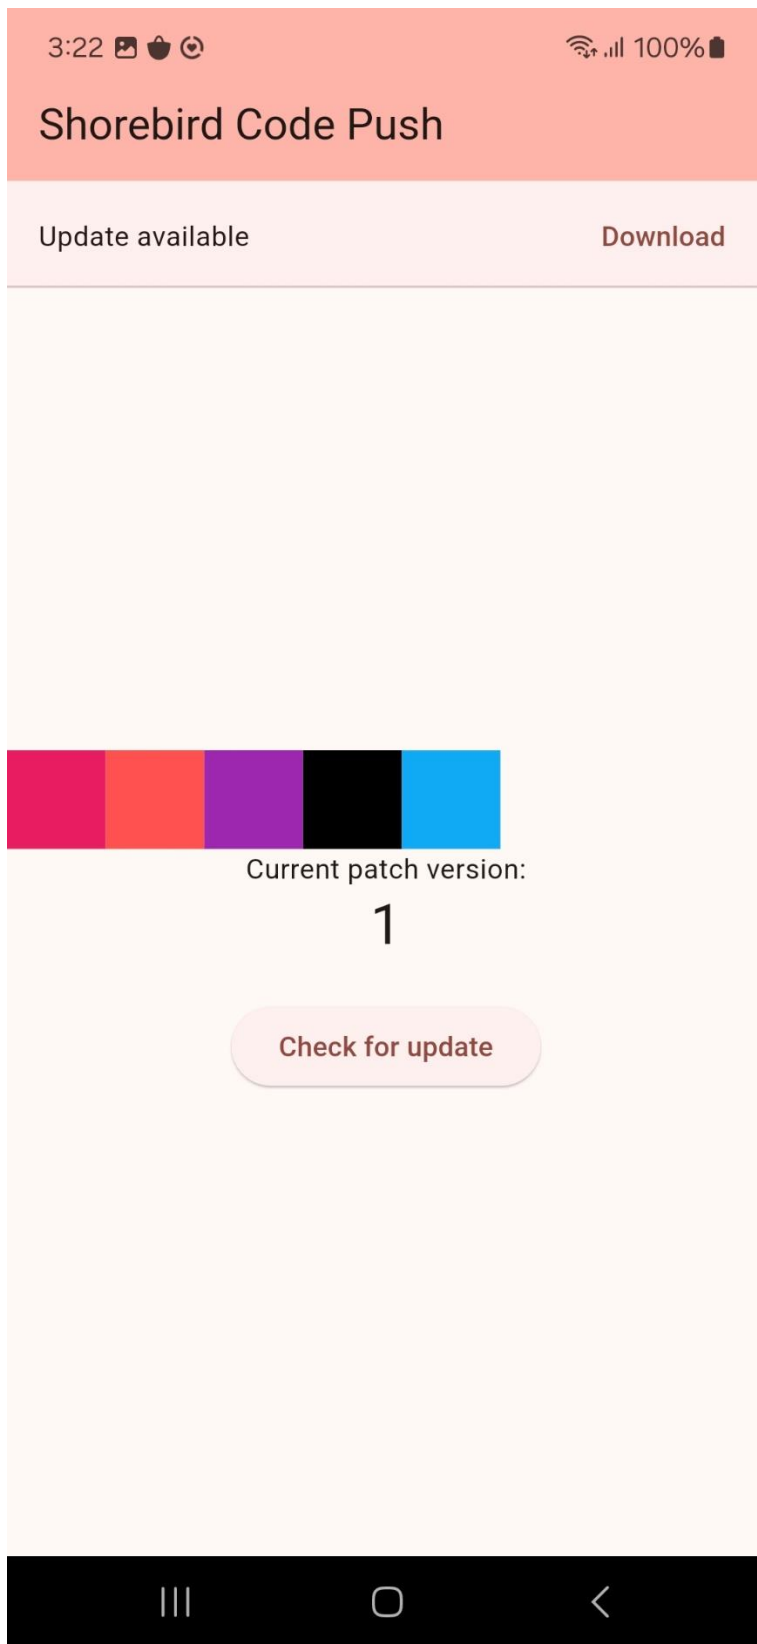 3:22 100%
Shorebird Code Push
Update available Download
Current patch version:
1
Check for update